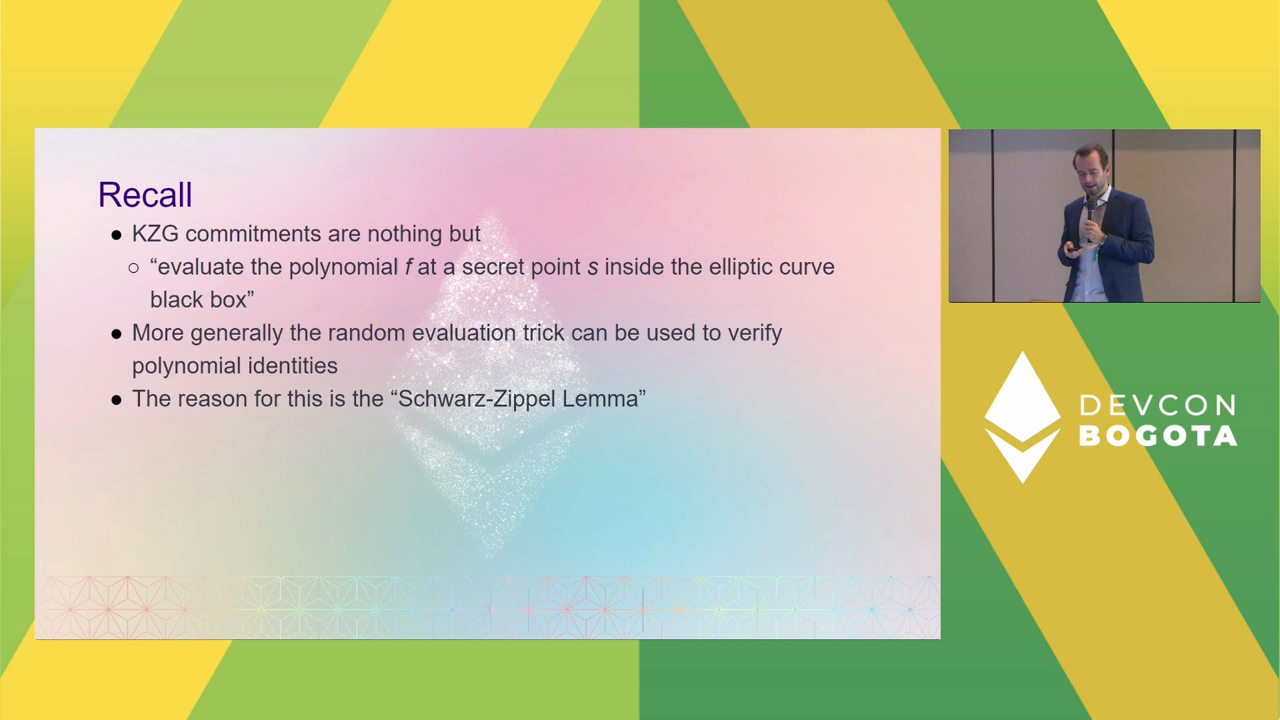 Recall
● KZG commitments are nothing but
○ “evaluate the polynomial f at a secret point s inside the elliptic curve
black box”
● More generally the random evaluation trick can be used to verify
polynomial identities
● The reason for this is the “Schwarz-Zippel Lemma”
DEVCON
BOGOTA